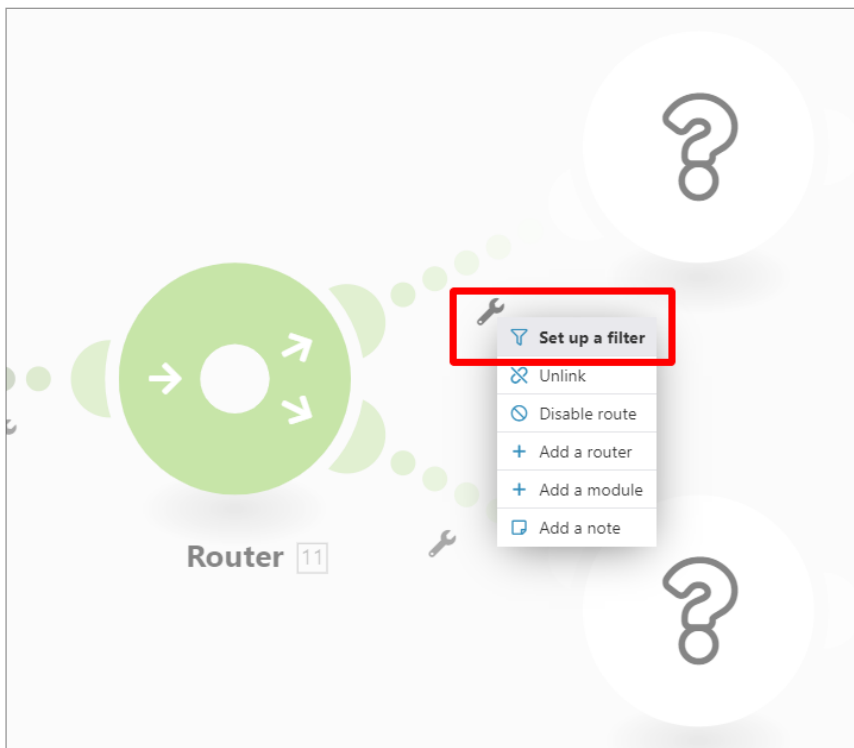 Set up a filter
Unlink
Disable route
Add a router
Add a module
Add a note
Router 11